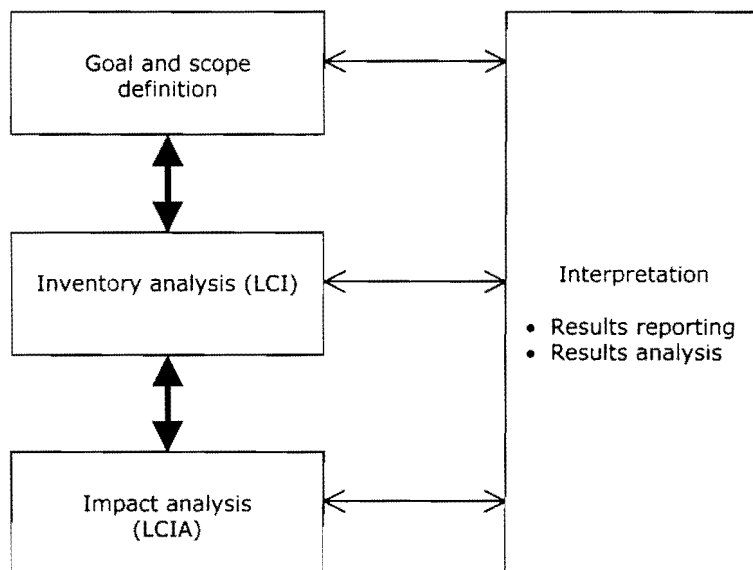 Goal and scope
definition
Inventory analysis (LCI)
Impact analysis
(LCIA)
Interpretation
• Results reporting
• Results analysis